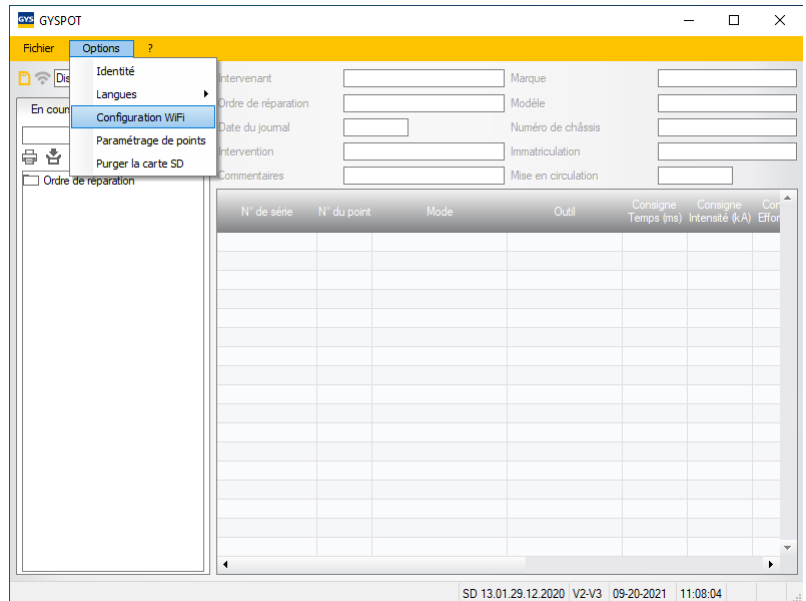 GYS GYSPOT
Fichier Options ?
Identité
Langues
Configuration WiFi
Paramétrage de points
Purger la carte SD
Dis
En cour
Ordre de réparation
Intervenant Marque
Ordre de réparation Modèle
Date du journal Numéro de châssis
Intervention Immatriculation
Commentaires Mise en circulation
N° de série N° du point Mode Outil Consigne Temps (ms) Consigne Intensité (kA) Con Effor
SD 13.01.29.12.2020 V2-V3 09-20-2021 11:08:04